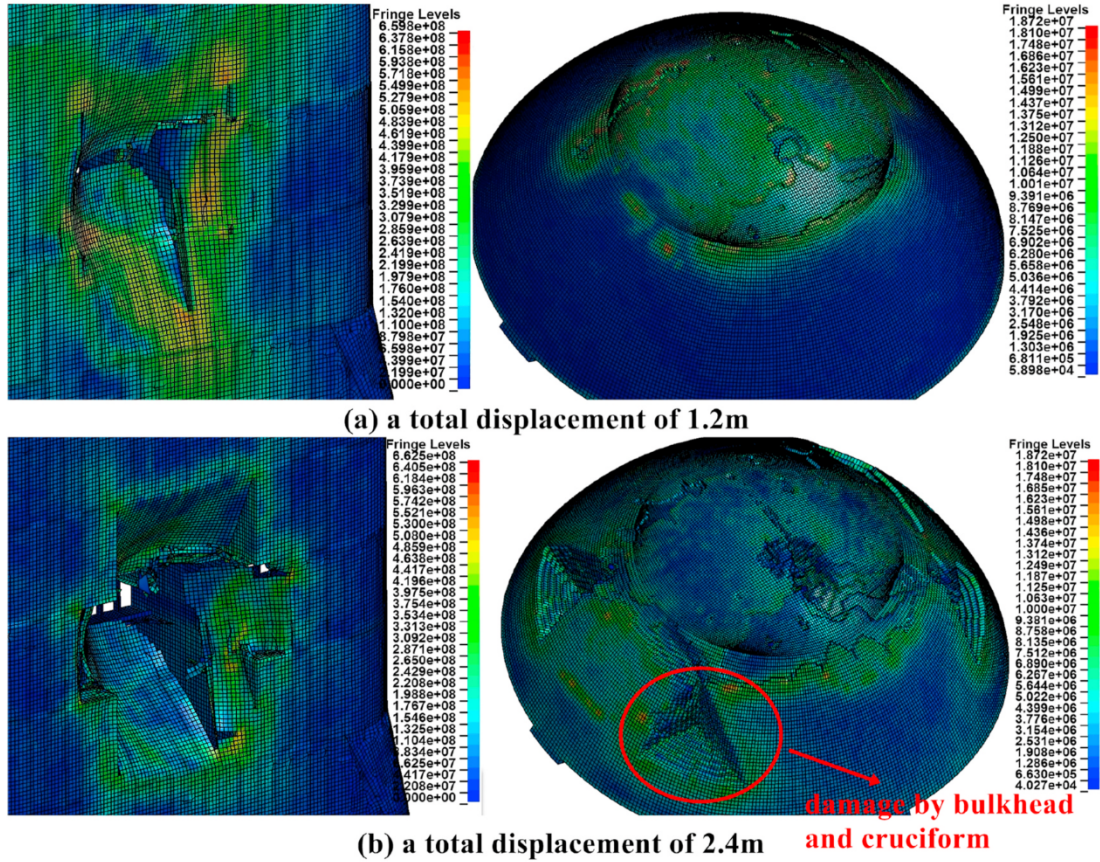 Fringe Levels
6.598e+08
6.378e+08
6.158e+08
5.938e+08
5.718e+08
5.499e+08
5.279e+08
5.059e+08
4.839e+08
4.619e+08
4.399e+08
4.179e+08
3.959e+08
3.739e+08
3.519e+08
3.299e+08
3.079e+08
2.859e+08
2.639e+08
2.419e+08
2.199e+08
1.979e+08
1.760e+08
1.540e+08
1.320e+08
1.100e+08
8.798e+07
6.598e+07
.399e+07
0.000e+00
Fringe Levels
1.872e+07
1.810e+07
1.748e+07
1.686e+07
1.623e+07
1.561e+07
1.499e+07
1.437e+07
1.375e+07
1.312e+07
1.250e+07
1.188e+07
1.126e+07
1.064e+07
1.001e+07
9.391e+06
8.769e+06
8.147e+06
7.525e+06
6.902e+06
6.280e+06
5.658e+06
5.036e+06
4.414e+06
3.792e+06
3.170e+06
2.548e+06
1.925e+06
1.303e+06
6.811e+05
5.898e+04
(a) a total displacement of 1.2m
Fringe Levels
6.625e+08
6.405e+08
6.184e+08
5.963e+08
5.742e+08
5.521e+08
5.300e+08
5.080e+08
4.859e+08
4.638e+08
4.417e+08
4.196e+08
3.975e+08
3.754e+08
3.534e+08
3.313e+08
3.092e+08
2.871e+08
2.650e+08
2.429e+08
2.208e+08
1.988e+08
1.767e+08
1.546e+08
1.325e+08
1.104e+08
.834e+07
.625e+07
.417e+07
.208e+07
0.000e+00
Fringe Levels
1.872e+07
1.810e+07
1.748e+07
1.685e+07
1.623e+07
1.561e+07
1.498e+07
1.436e+07
1.374e+07
1.312e+07
1.249e+07
1.187e+07
1.125e+07
1.063e+07
1.000e+07
9.381e+06
8.758e+06
8.135e+06
7.512e+06
6.890e+06
6.267e+06
5.644e+06
5.022e+06
4.399e+06
3.776e+06
3.154e+06
2.531e+06
1.908e+06
1.286e+06
6.630e+05
4.027e+04
damage by bulkhead
and cruciform
(b) a total displacement of 2.4m